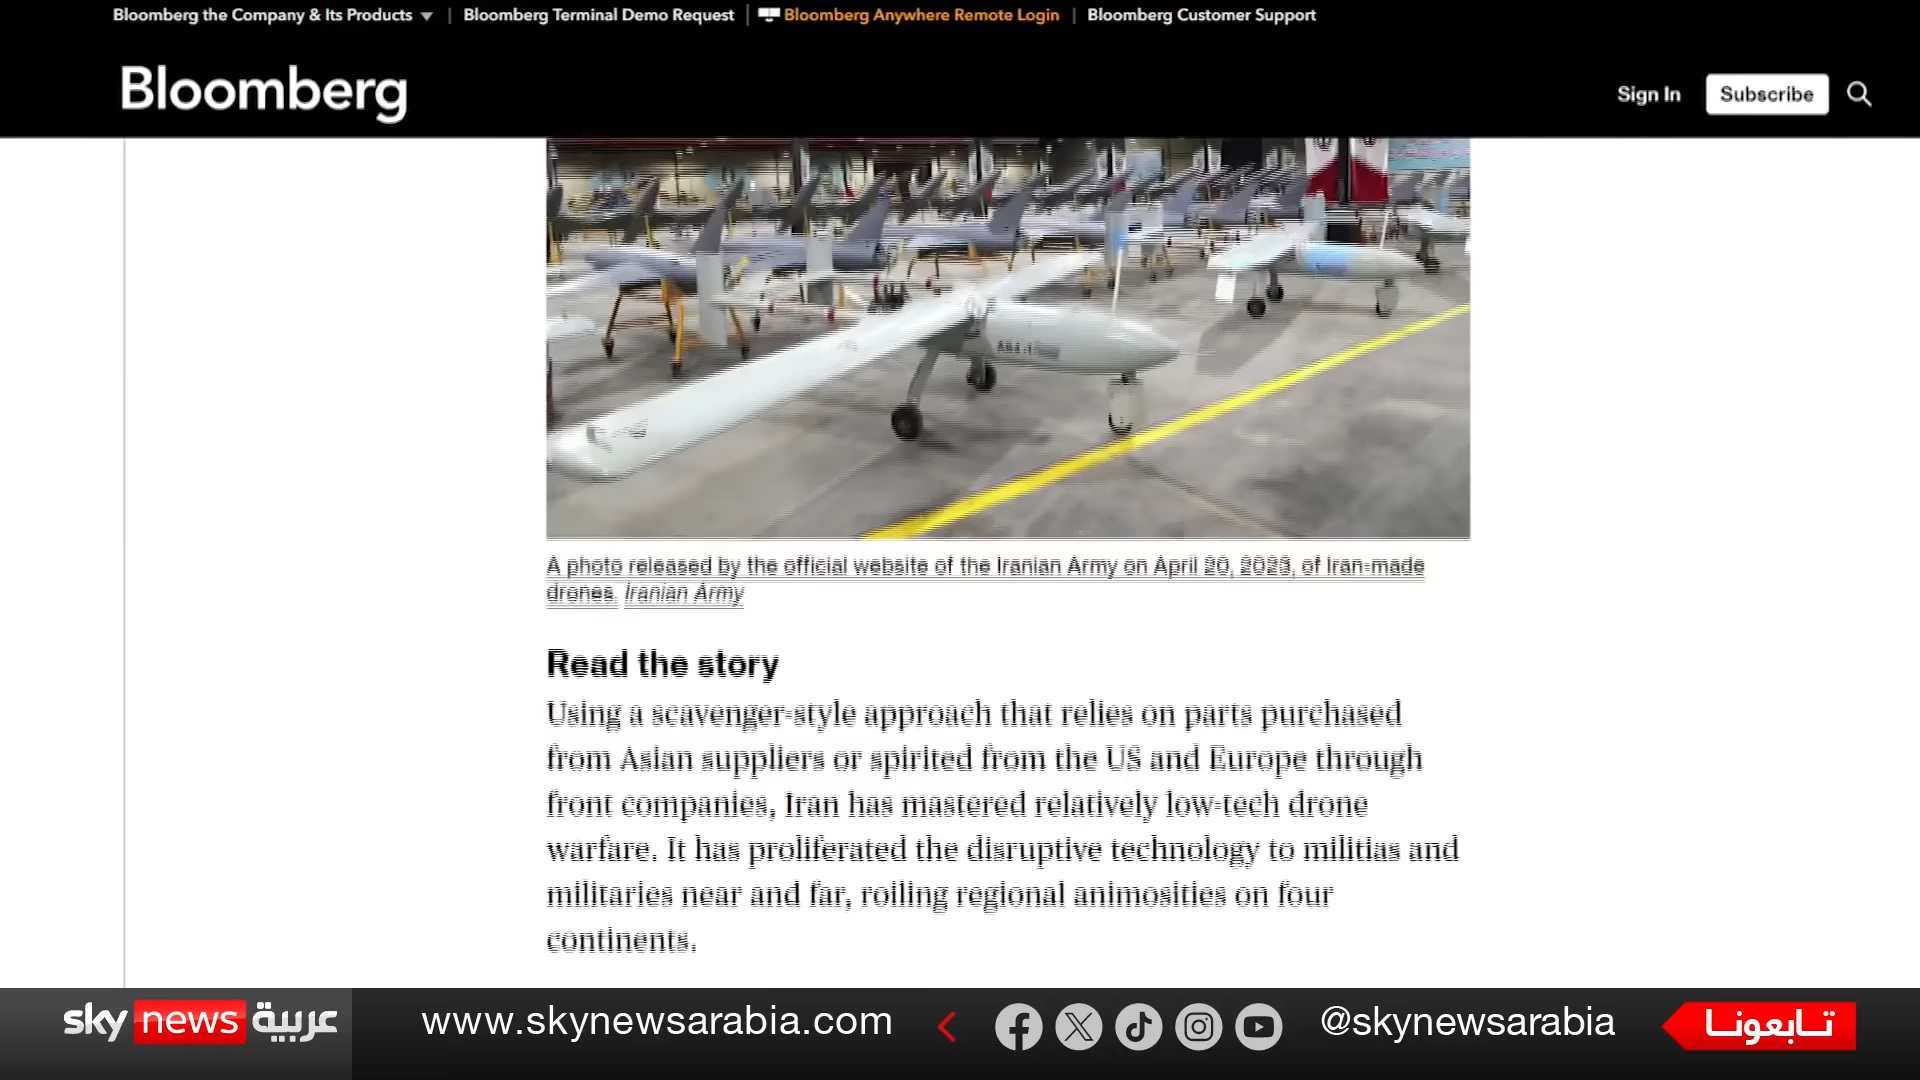 Bloomberg the Company & Its Products
Bloomberg Terminal Demo Request
Bloomberg Anywhere Remote Login
Bloomberg Customer Support
Bloomberg
Sign In
Subscribe
A photo released by the official website of the Iranian Army on April 20, 2023, of Iran-made
drones. Iranian Army
Read the story
Using a scavenger-style approach that relies on parts purchased
from Asian suppliers or spirited from the US and Europe through
front companies, Iran has mastered relatively low-tech drone
warfare. It has proliferated the disruptive technology to militias and
militaries near and far, roiling regional animosities on four
continents.
sky news عربية
www.skynewsarabia.com
@skynewsarabia
تـابعونـا